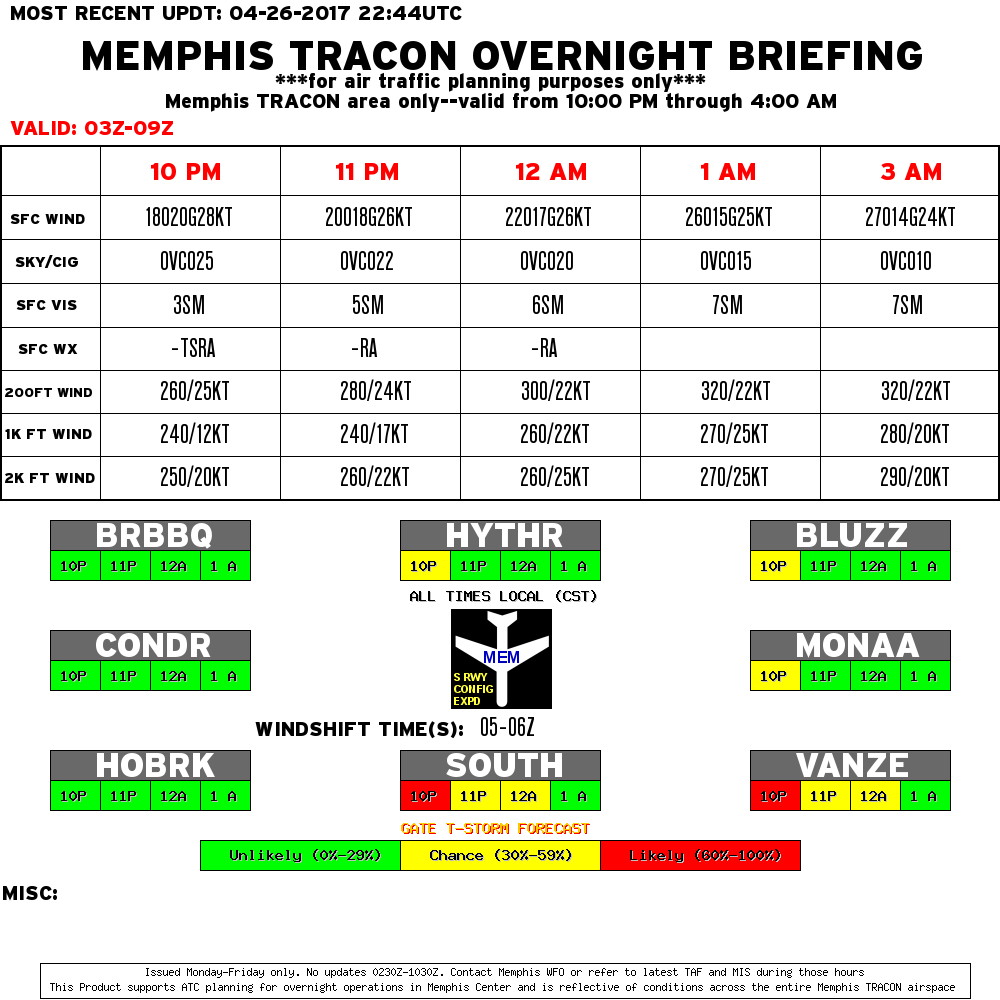 MOST RECENT UPDT: 04-26-2017 22:44UTC
MEMPHIS TRACON OVERNIGHT BRIEFING
***for air traffic planning purposes only***
Memphis TRACON area only--valid from 10:00 PM through 4:00 AM
VALID: 03Z-09Z
10 PM 11 PM 12 AM 1 AM 3 AM
SFC WIND 18020G28KT 20018G26KT 22017G26KT 26015G25KT 27014G24KT
SKY/CIG OVC025 OVC022 OVC020 OVC015 OVC010
SFC VIS 3SM 5SM 6SM 7SM 7SM
SFC WX -TSRA -RA -RA
200FT WIND 260/25KT 280/24KT 300/22KT 320/22KT 320/22KT
1K FT WIND 240/12KT 240/17KT 260/22KT 270/25KT 280/20KT
2K FT WIND 250/20KT 260/22KT 260/25KT 270/25KT 290/20KT
BRBBQ HYTHR BLUZZ
10P 11P 12A 1 A 10P 11P 12A 1 A 10P 11P 12A 1 A
ALL TIMES LOCAL (CST)
CONDR MONAA
10P 11P 12A 1 A 10P 11P 12A 1 A
MEM
S RWY
CONFIG
EXPD
WINDSHIFT TIME(S): 05-06Z
HOBRK SOUTH VANZE
10P 11P 12A 1 A 10P 11P 12A 1 A 10P 11P 12A 1 A
GATE T-STORM FORECAST
Unlikely (0%-29%) Chance (30%-59%) Likely (60%-100%)
MISC:
Issued Monday-Friday only. No updates 0230Z-1030Z. Contact Memphis WFO or refer to latest TAF and MIS during those hours
This Product supports ATC planning for overnight operations in Memphis Center and is reflective of conditions across the entire Memphis TRACON airspace